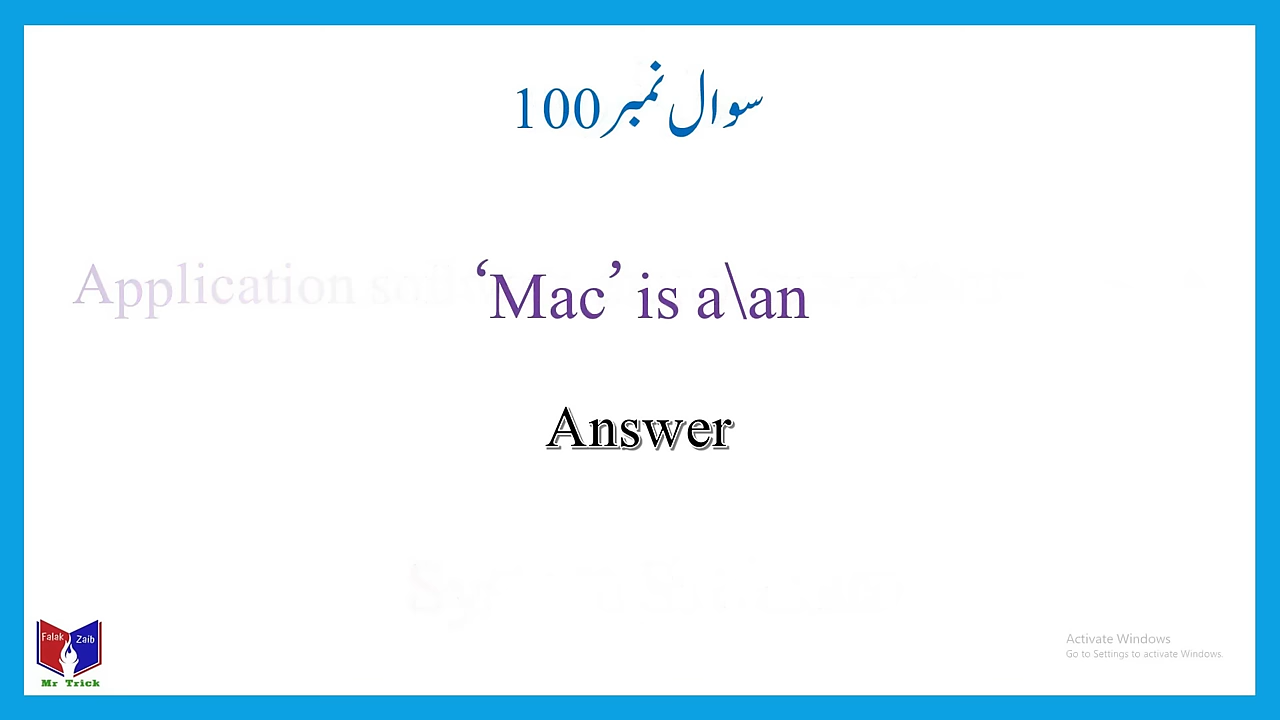 سوال نمبر 100
Application
‘Mac’ is a\an
Answer
Falak Zaib
Mr Trick
Activate Windows
Go to Settings to activate Windows.